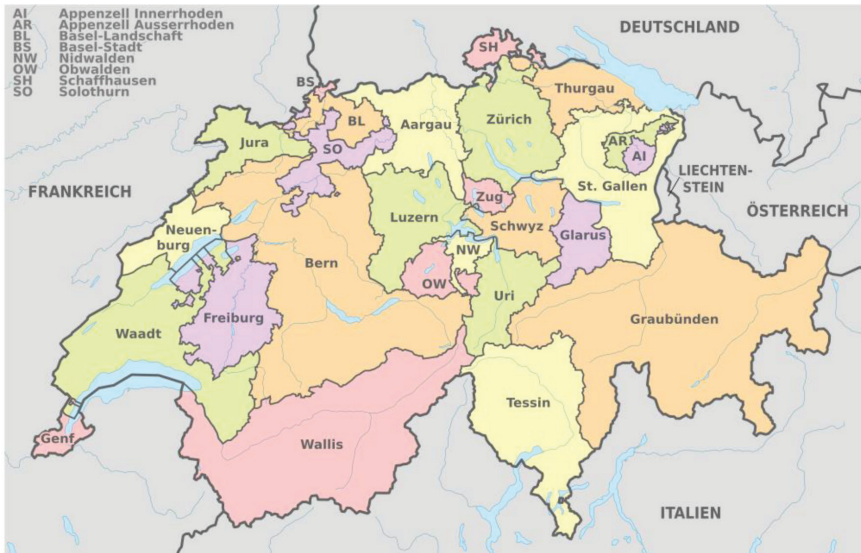 AI Appenzell Innerrhoden
AR Appenzell Ausserrhoden
BL Basel-Landschaft
BS Basel-Stadt
NW Nidwalden
OW Obwalden
SH Schaffhausen
SO Solothurn
DEUTSCHLAND
SH
BS
Thurgau
BL
Aargau
Zürich
Jura
SO
AR
AI
FRANKREICH
St. Gallen
LIECHTEN-
STEIN
Zug
ÖSTERREICH
Neuen-
burg
Luzern
Schwyz
Glarus
NW
Bern
OW
Uri
Waadt
Freiburg
Graubünden
Tessin
Genf
Wallis
ITALIEN